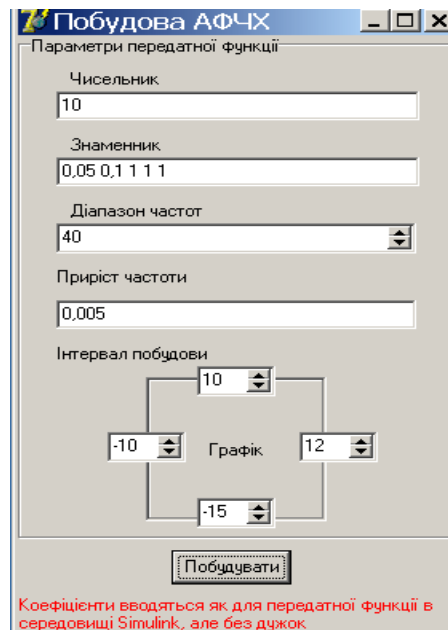 Побудова АФЧХ
Параметри передатної функції
Чисельник
10
Знаменник
0,05 0,1 1 1 1
Діапазон частот
40
Приріст частоти
0,005
Інтервал побудови
10
-10 Графік 12
-15
Побудувати
Коефіцієнти вводяться як для передатної функції в
середовищі Simulink, але без дужок